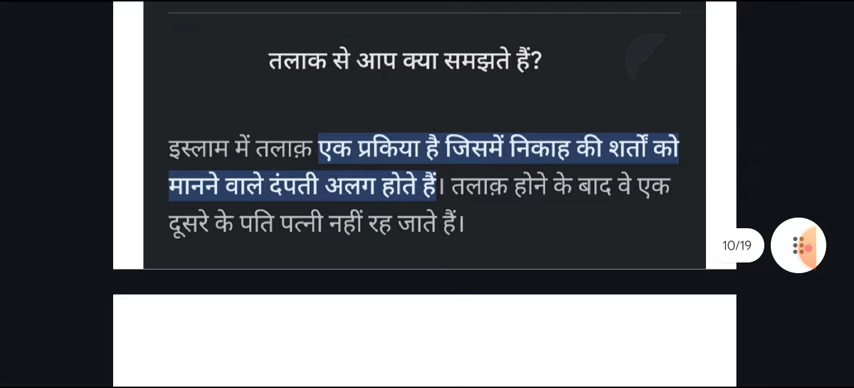 तलाक से आप क्या समझते हैं?
इस्लाम में तलाक़ एक प्रकिया है जिसमें निकाह की शर्तों को
मानने वाले दंपती अलग होते हैं। तलाक़ होने के बाद वे एक
दूसरे के पति पत्नी नहीं रह जाते हैं।
10/19